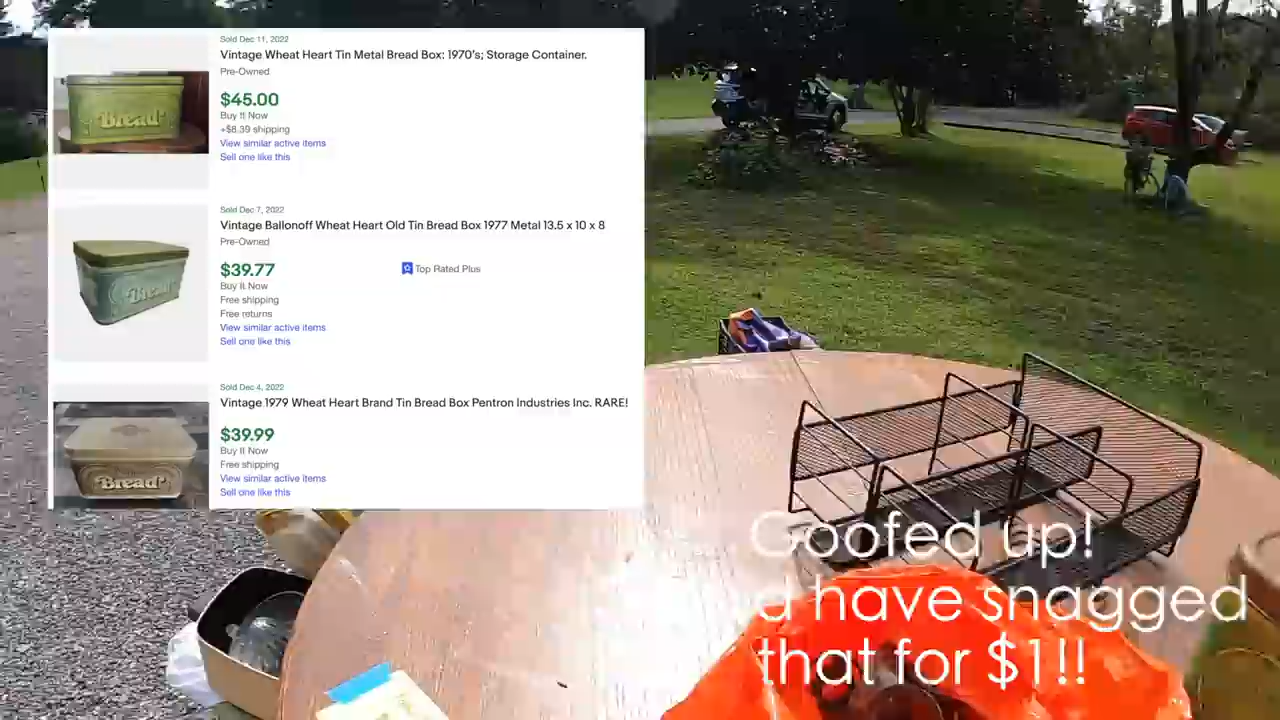 Sold Dec 11, 2022
Vintage Wheat Heart Tin Metal Bread Box: 1970's; Storage Container.
Pre-Owned
$45.00
Buy It Now
+$8.39 shipping
View similar active items
Sell one like this
Bread
Sold Dec 7, 2022
Vintage Ballonoff Wheat Heart Old Tin Bread Box 1977 Metal 13.5 x 10 x 8
Pre-Owned
$39.77
Top Rated Plus
Buy It Now
Free shipping
Free returns
View similar active items
Sell one like this
Bread
Sold Dec 4, 2022
Vintage 1979 Wheat Heart Brand Tin Bread Box Pentron Industries Inc. RARE!
$39.99
Buy It Now
Free shipping
View similar active items
Sell one like this
Bread
Goofed up!
have snagged
that for $1!!